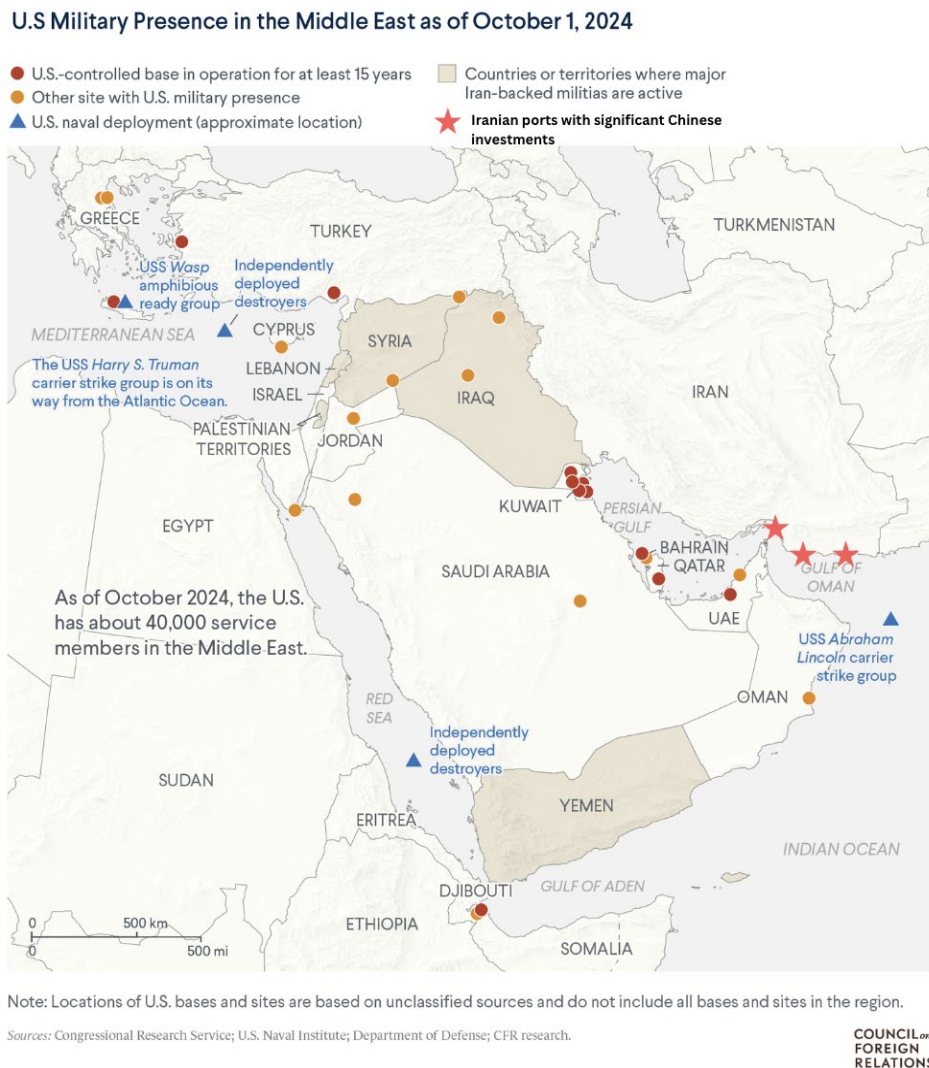 U.S Military Presence in the Middle East as of October 1, 2024
U.S.-controlled base in operation for at least 15 years
Other site with U.S. military presence
U.S. naval deployment (approximate location)
Countries or territories where major
Iran-backed militias are active
Iranian ports with significant Chinese
investments
GREECE
TURKEY
TURKMENISTAN
USS Wasp
amphibious
ready group
Independently
deployed
destroyers
MEDITERRANEAN SEA
CYPRUS
SYRIA
The USS Harry S. Truman
carrier strike group is on its
way from the Atlantic Ocean.
LEBANON
ISRAEL
IRAQ
IRAN
PALESTINIAN
TERRITORIES
JORDAN
KUWAIT
PERSIAN
GULF
EGYPT
BAHRAIN
QATAR
SAUDI ARABIA
GULF OF
OMAN
As of October 2024, the U.S.
has about 40,000 service
members in the Middle East.
UAE
USS Abraham
Lincoln carrier
strike group
RED
SEA
OMAN
Independently
deployed
destroyers
SUDAN
YEMEN
ERITREA
INDIAN OCEAN
DJIBOUTI
GULF OF ADEN
0
500 km
0
500 mi
ETHIOPIA
SOMALIA
Note: Locations of U.S. bases and sites are based on unclassified sources and do not include all bases and sites in the region.
Sources: Congressional Research Service; U.S. Naval Institute; Department of Defense; CFR research.
COUNCIL on
FOREIGN
RELATIONS